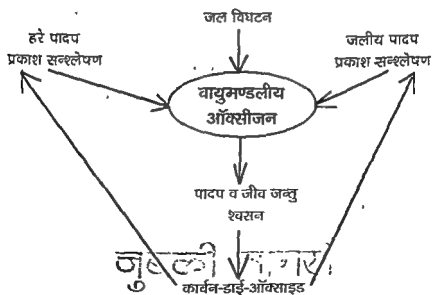 जल विघटन
हरे पादप
प्रकाश सन्श्लेषण
जलीय पादप
प्रकाश सन्श्लेषण
वायुमण्डलीय
ऑक्सीजन
पादप व जीव जन्तु
श्वसन
कार्बन-डाई-ऑक्साइड